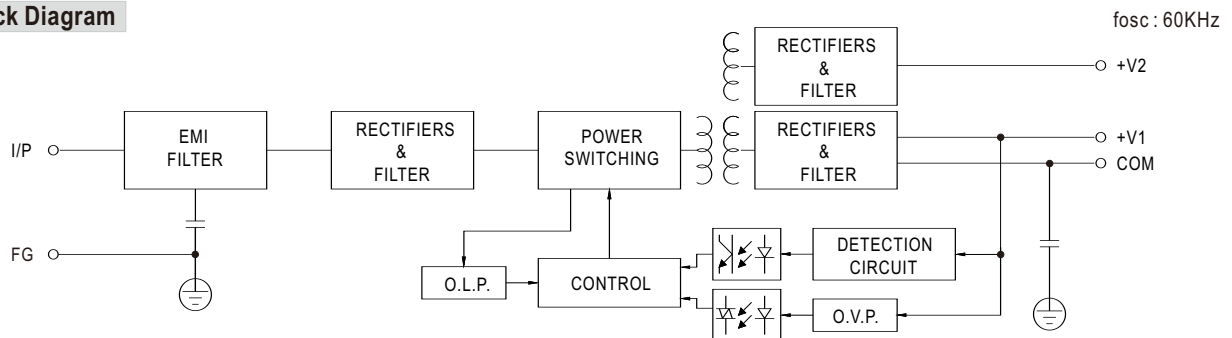 ck Diagram
fosc : 60KHz
RECTIFIERS
&
FILTER
+V2
I/P
EMI
FILTER
RECTIFIERS
&
FILTER
POWER
SWITCHING
RECTIFIERS
&
FILTER
+V1
COM
FG
O.L.P.
CONTROL
DETECTION
CIRCUIT
O.V.P.